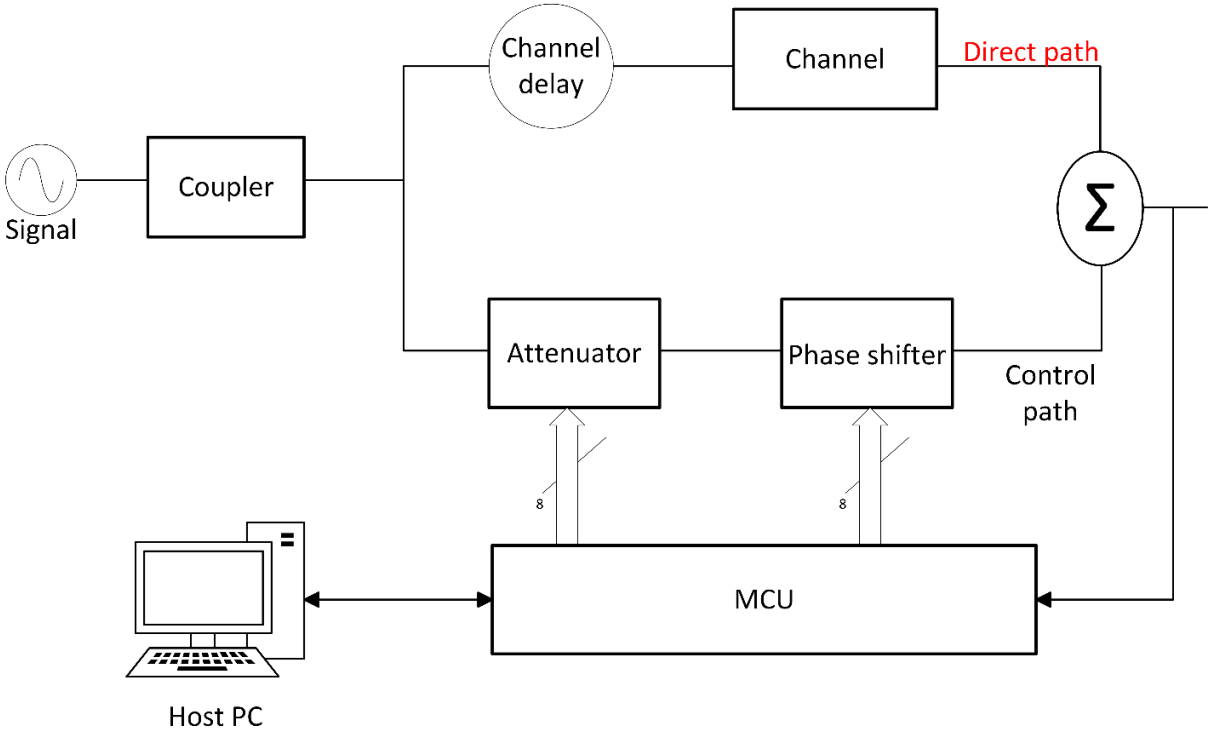 Channel
delay
Channel
Direct path
Coupler
Signal
Σ
Attenuator
Phase shifter
Control
path
8
8
MCU
Host PC